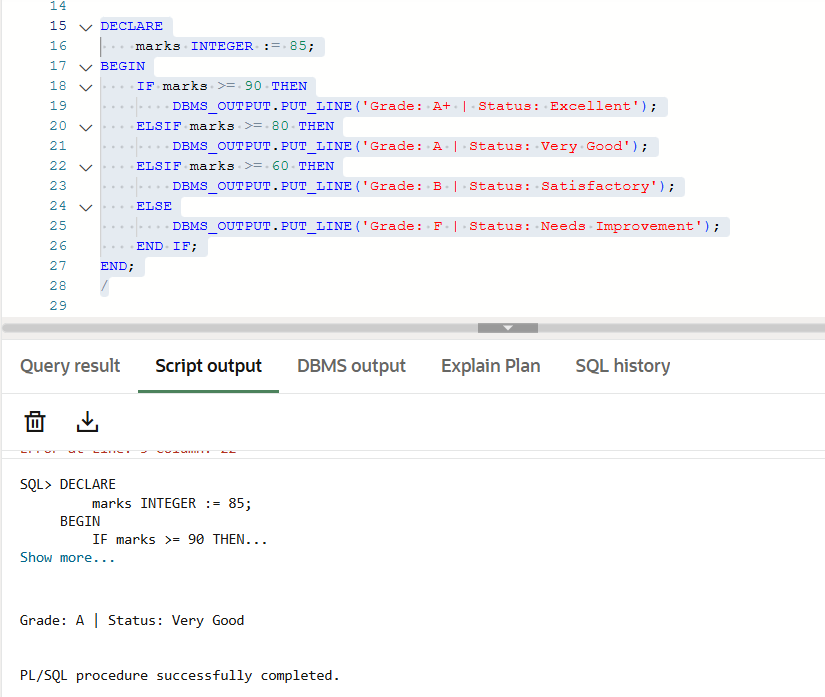 14
15 DECLARE
16 marks INTEGER := 85;
17 BEGIN
18 IF marks >= 90 THEN
19 DBMS_OUTPUT.PUT_LINE('Grade: A+ | Status: Excellent');
20 ELSIF marks >= 80 THEN
21 DBMS_OUTPUT.PUT_LINE('Grade: A | Status: Very Good');
22 ELSIF marks >= 60 THEN
23 DBMS_OUTPUT.PUT_LINE('Grade: B | Status: Satisfactory');
24 ELSE
25 DBMS_OUTPUT.PUT_LINE('Grade: F | Status: Needs Improvement');
26 END IF;
27 END;
28 /
29
Query result Script output DBMS output Explain Plan SQL history
SQL> DECLARE
marks INTEGER := 85;
BEGIN
IF marks >= 90 THEN...
Show more...
Grade: A | Status: Very Good
PL/SQL procedure successfully completed.